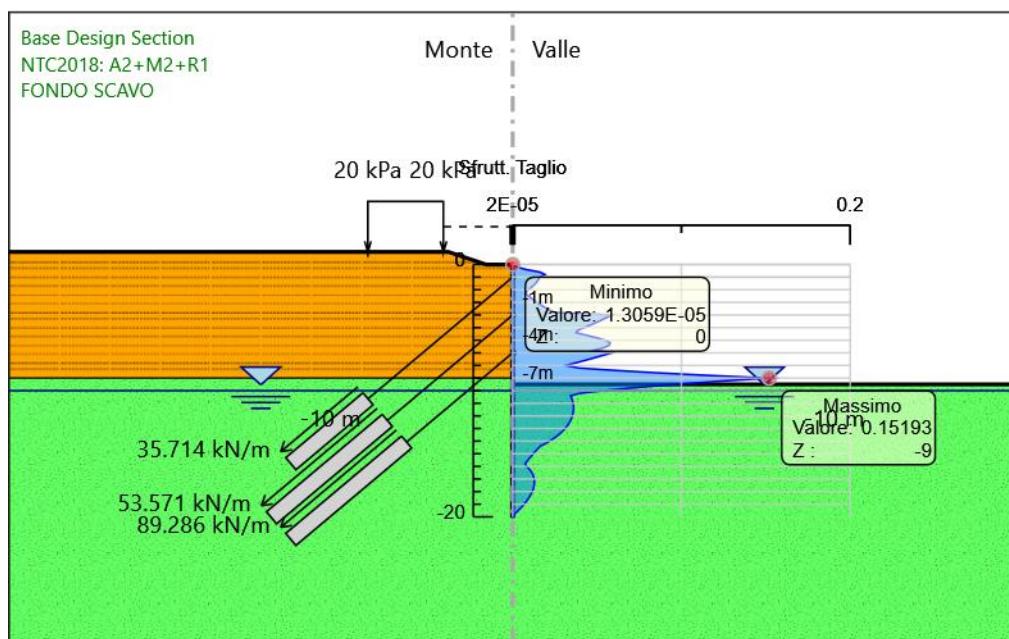 Base Design Section
NTC2018: A2+M2+R1
FONDO SCAVO
Monte Valle
20 kPa 20 kPa
Sfrutt. Taglio
2E-05 0.2
0
-1m
Minimo
Valore: 1.3059E-05
Z : 0
-4m
-7m
Massimo
Valore: 0.15193
Z : -9
-10 m
-10 m
35.714 kN/m
53.571 kN/m
89.286 kN/m
-20